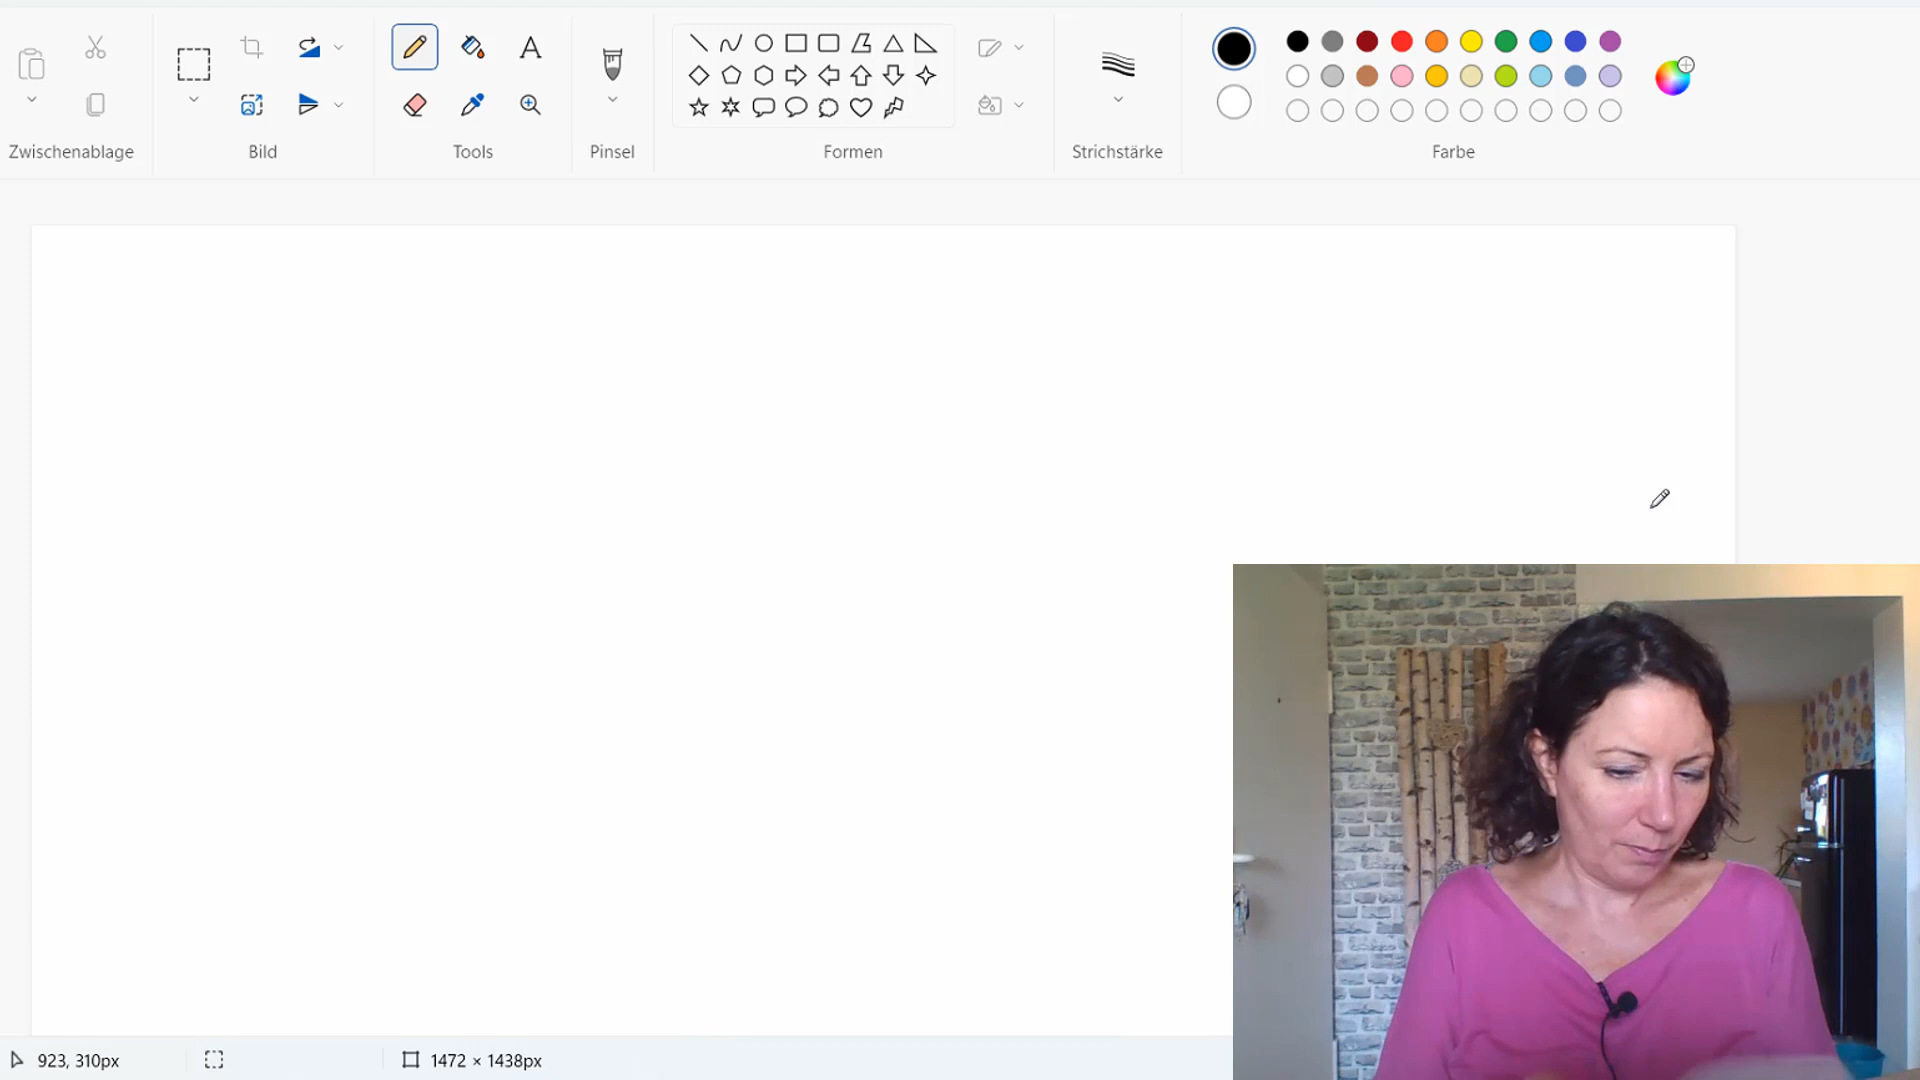 A
Zwischenablage
Bild
Tools
Pinsel
Formen
Strichstärke
Farbe
923, 310px
1472 × 1438px